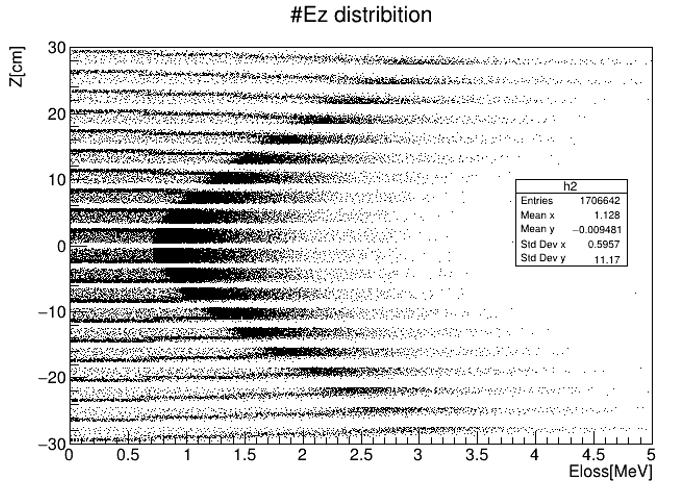 #Ez distribition
Z[cm]
30
20
10
0
−10
−20
−30
h2
Entries 1706642
Mean x 1.128
Mean y −0.009481
Std Dev x 0.5957
Std Dev y 11.17
0 0.5 1 1.5 2 2.5 3 3.5 4 4.5 5
Eloss[MeV]